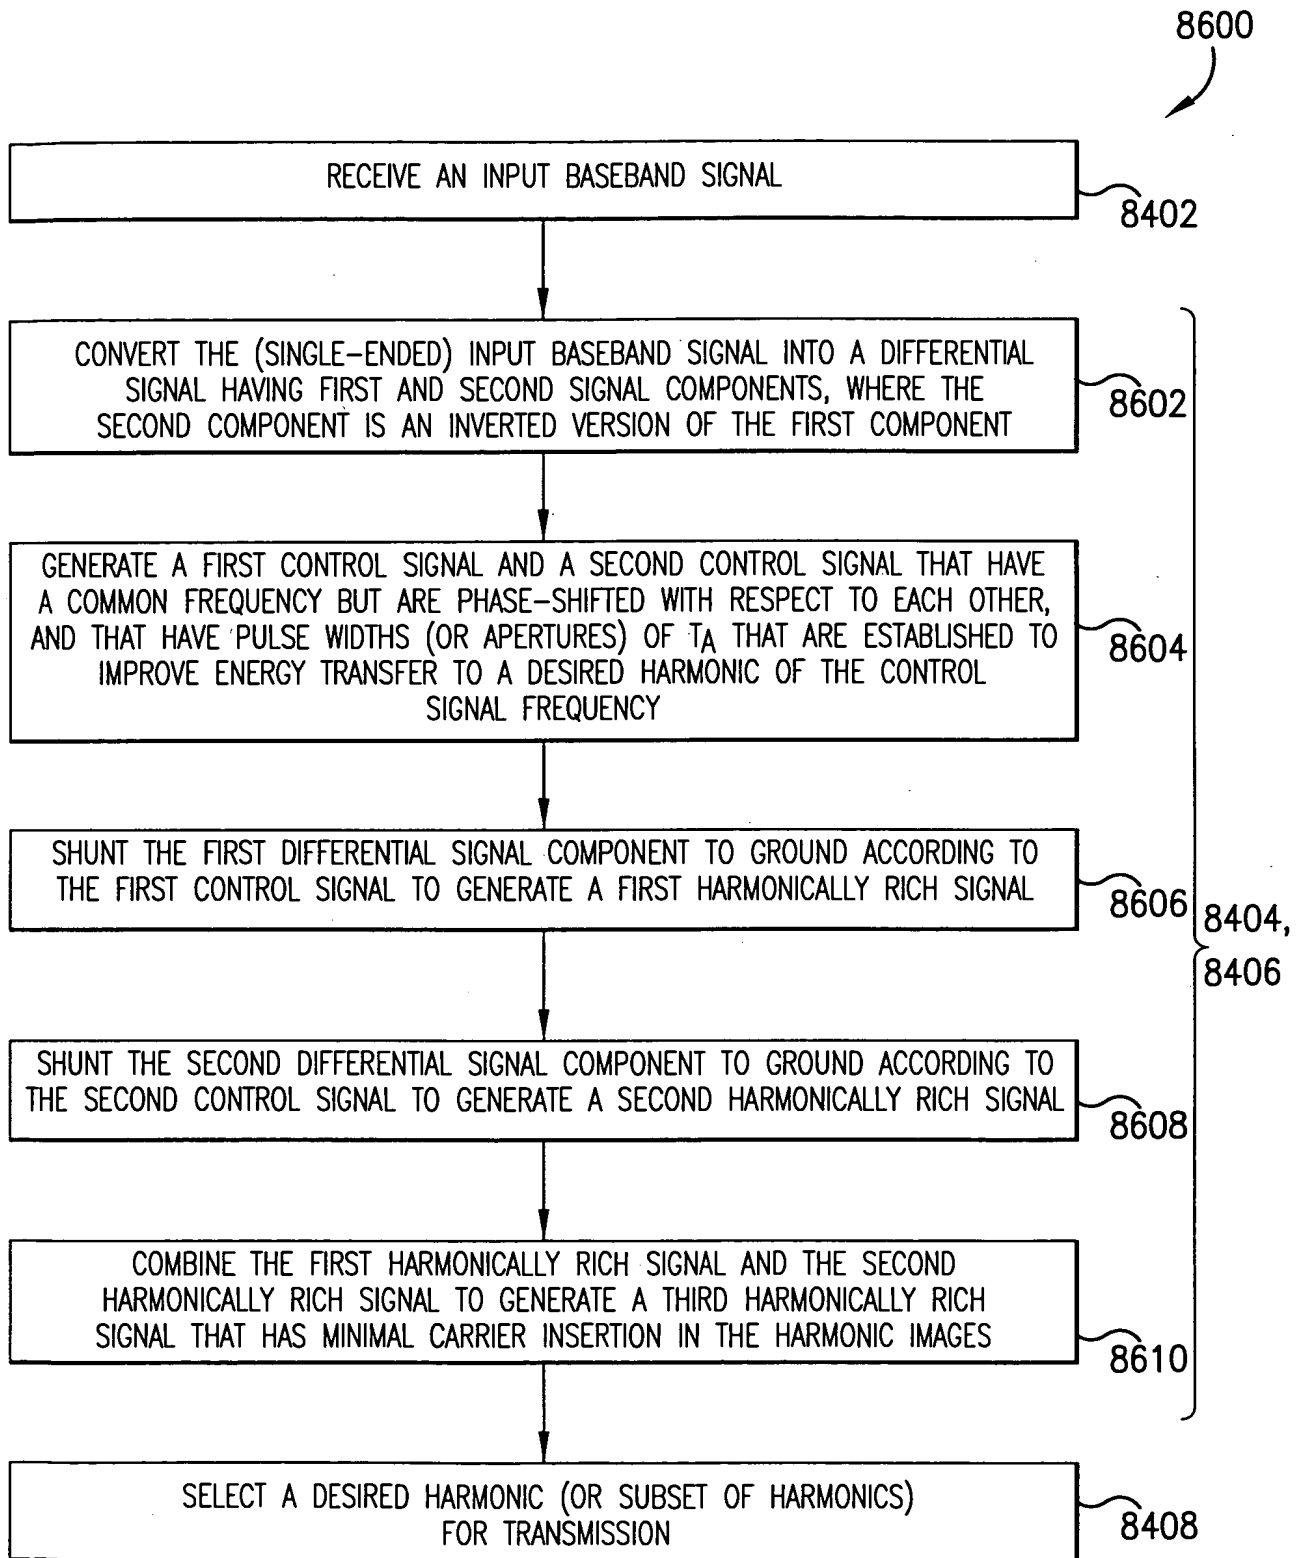 8600
RECEIVE AN INPUT BASEBAND SIGNAL
8402
CONVERT THE (SINGLE-ENDED) INPUT BASEBAND SIGNAL INTO A DIFFERENTIAL
SIGNAL HAVING FIRST AND SECOND SIGNAL COMPONENTS, WHERE THE
SECOND COMPONENT IS AN INVERTED VERSION OF THE FIRST COMPONENT
8602
GENERATE A FIRST CONTROL SIGNAL AND A SECOND CONTROL SIGNAL THAT HAVE
A COMMON FREQUENCY BUT ARE PHASE-SHIFTED WITH RESPECT TO EACH OTHER,
AND THAT HAVE PULSE WIDTHS (OR APERTURES) OF TA THAT ARE ESTABLISHED TO
IMPROVE ENERGY TRANSFER TO A DESIRED HARMONIC OF THE CONTROL
SIGNAL FREQUENCY
8604
SHUNT THE FIRST DIFFERENTIAL SIGNAL COMPONENT TO GROUND ACCORDING TO
THE FIRST CONTROL SIGNAL TO GENERATE A FIRST HARMONICALLY RICH SIGNAL
8606
8404,
8406
SHUNT THE SECOND DIFFERENTIAL SIGNAL COMPONENT TO GROUND ACCORDING TO
THE SECOND CONTROL SIGNAL TO GENERATE A SECOND HARMONICALLY RICH SIGNAL
8608
COMBINE THE FIRST HARMONICALLY RICH SIGNAL AND THE SECOND
HARMONICALLY RICH SIGNAL TO GENERATE A THIRD HARMONICALLY RICH
SIGNAL THAT HAS MINIMAL CARRIER INSERTION IN THE HARMONIC IMAGES
8610
SELECT A DESIRED HARMONIC (OR SUBSET OF HARMONICS)
FOR TRANSMISSION
8408